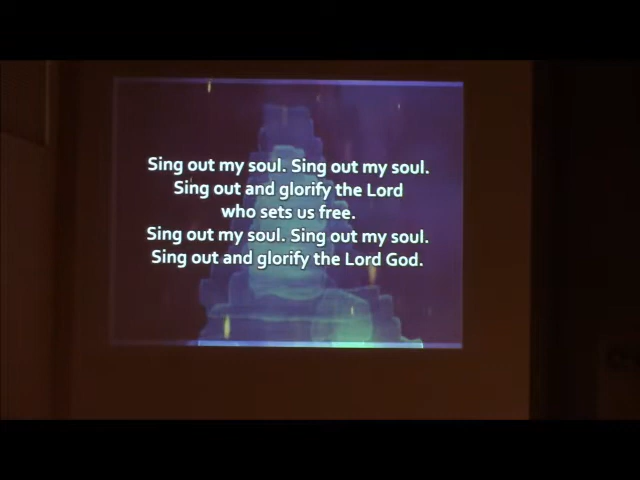 Sing out my soul. Sing out my soul.
Sing out and glorify the Lord
who sets us free.
Sing out my soul. Sing out my soul.
Sing out and glorify the Lord God.